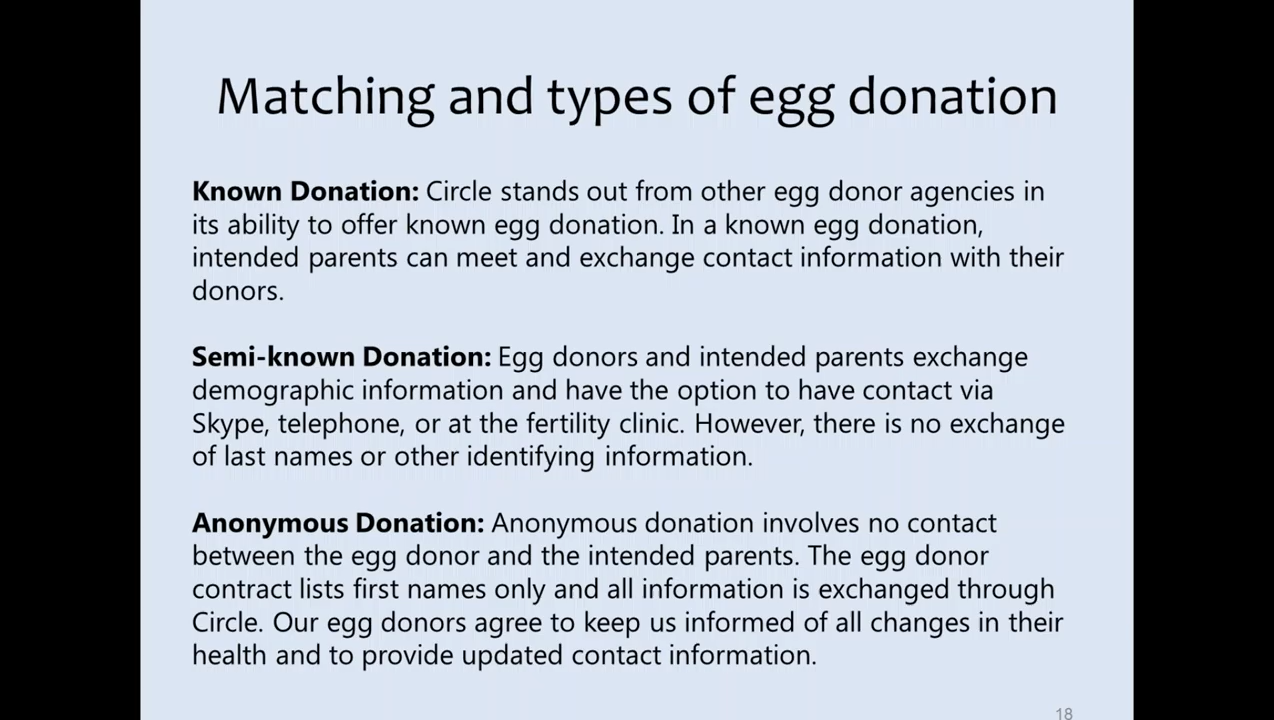 Matching and types of egg donation
Known Donation: Circle stands out from other egg donor agencies in
its ability to offer known egg donation. In a known egg donation,
intended parents can meet and exchange contact information with their
donors.
Semi-known Donation: Egg donors and intended parents exchange
demographic information and have the option to have contact via
Skype, telephone, or at the fertility clinic. However, there is no exchange
of last names or other identifying information.
Anonymous Donation: Anonymous donation involves no contact
between the egg donor and the intended parents. The egg donor
contract lists first names only and all information is exchanged through
Circle. Our egg donors agree to keep us informed of all changes in their
health and to provide updated contact information.
18